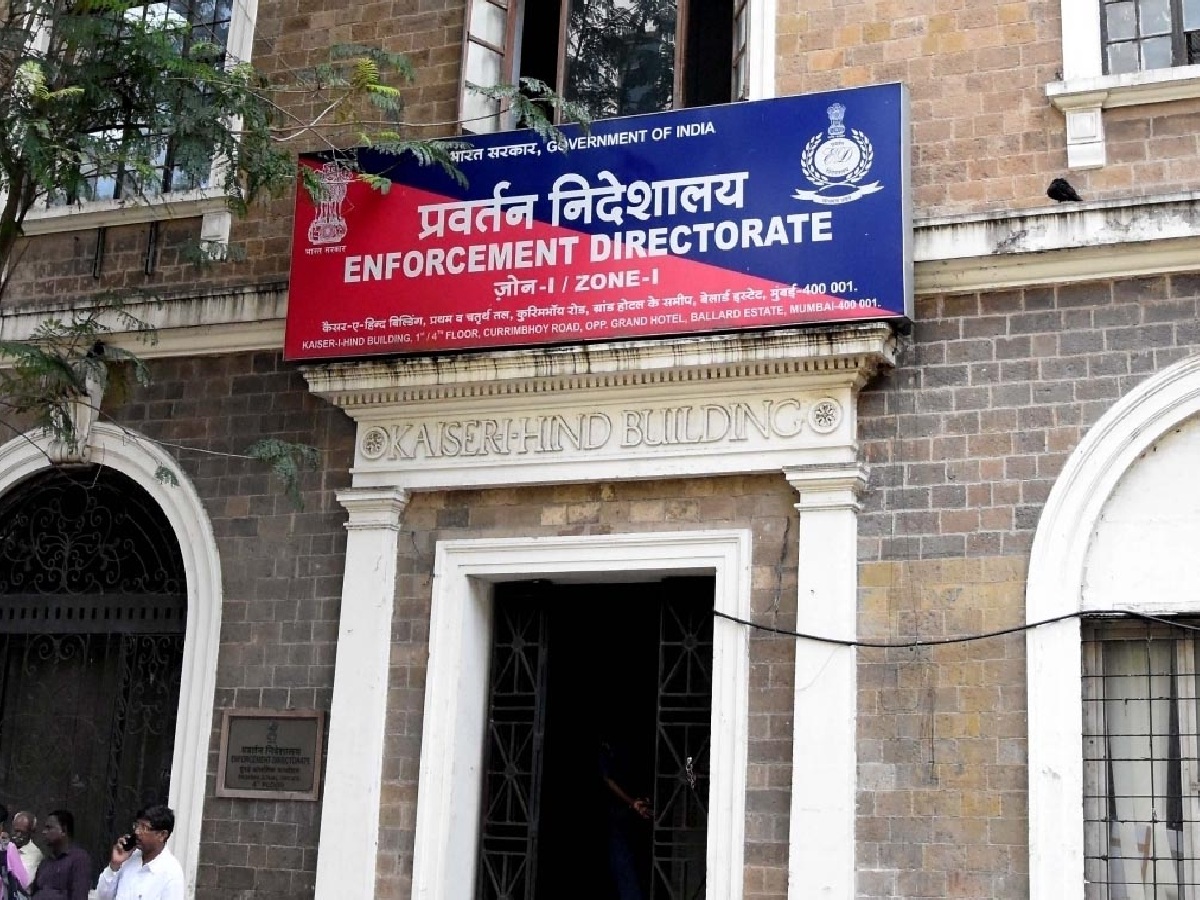 भारत सरकार, GOVERNMENT OF INDIA
भारत सरकार
प्रवर्तन निदेशालय
ENFORCEMENT DIRECTORATE
ज़ोन-I / ZONE-I
कैसर-ए-हिन्द बिल्डिंग, प्रथम व चतुर्थ तल, कुरिमभॉय रोड, ग्रांड होटल के समीप, बेलार्ड इस्टेट, मुंबई-400 001.
KAISER-I-HIND BUILDING, 1ST / 4TH FLOOR, CURRIMBHOY ROAD, OPP. GRAND HOTEL, BALLARD ESTATE, MUMBAI-400 001.
KAISER-I-HIND BUILDING
प्रवर्तन निदेशालय
ENFORCEMENT DIRECTORATE